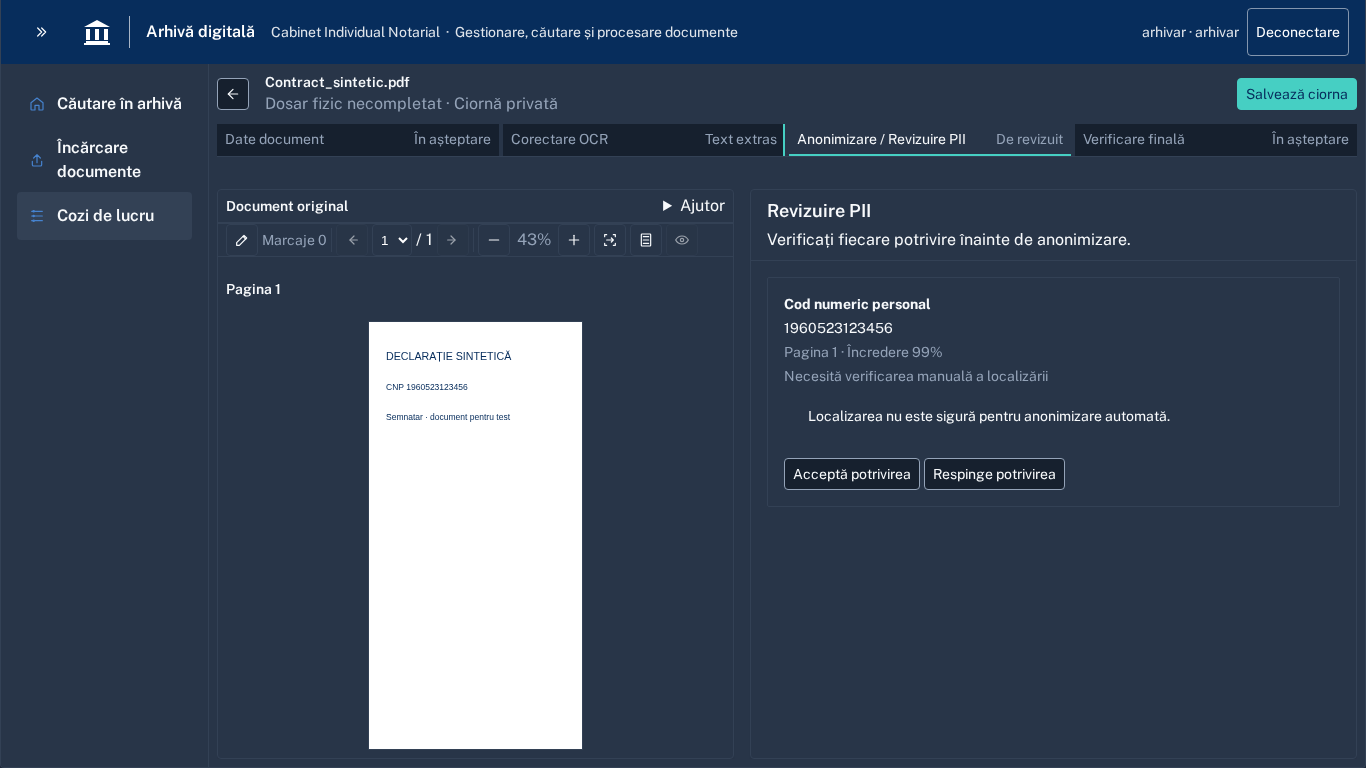 Arhivă digitală
Cabinet Individual Notarial · Gestionare, căutare și procesare documente
arhivar · arhivar
Deconectare
Căutare în arhivă
Încărcare
documente
Cozi de lucru
Contract_sintetic.pdf
Dosar fizic necompletat · Ciornă privată
Salvează ciorna
Date document
În așteptare
Corectare OCR
Text extras
Anonimizare / Revizuire PII
De revizuit
Verificare finală
În așteptare
Document original
Ajutor
Marcaje 0
1
/ 1
43%
Pagina 1
DECLARAȚIE SINTETICĂ
CNP 1960523123456
Semnatar · document pentru test
Revizuire PII
Verificați fiecare potrivire înainte de anonimizare.
Cod numeric personal
1960523123456
Pagina 1 · Încredere 99%
Necesită verificarea manuală a localizării
Localizarea nu este sigură pentru anonimizare automată.
Acceptă potrivirea
Respinge potrivirea